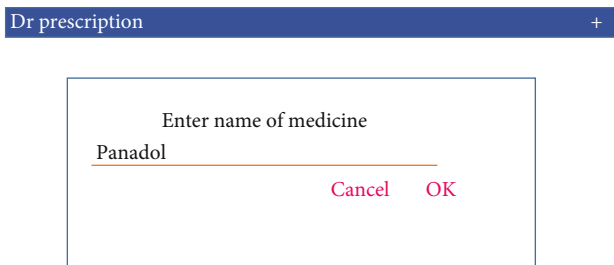 Dr prescription +
Enter name of medicine
Panadol
Cancel OK